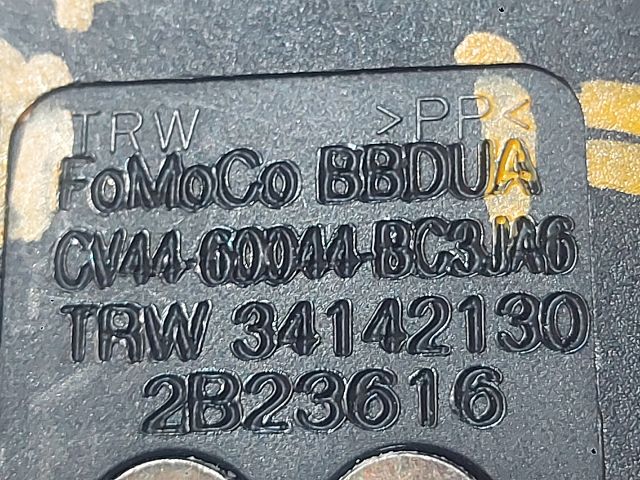 TRW >PP<
FoMoCo BBDUA
CV44-60044-BC3JA6
TRW 34142130
2B23616